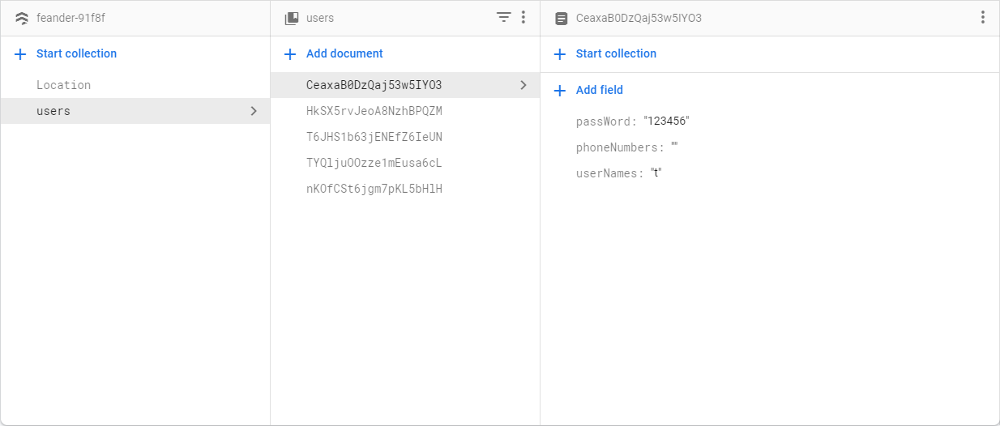 feander-91f8f
users
CeaxaB0DzQaj53w5IYO3
Start collection
Add document
Start collection
Location
users
CeaxaB0DzQaj53w5IYO3
HkSX5rvJeoA8NzhBPQZM
T6JHS1b63jENEfZ6IeUN
TYQljuOOzze1mEusa6cL
nKOfCSt6jgm7pKL5bHlH
Add field
passWord: "123456"
phoneNumbers: ""
userNames: "t"